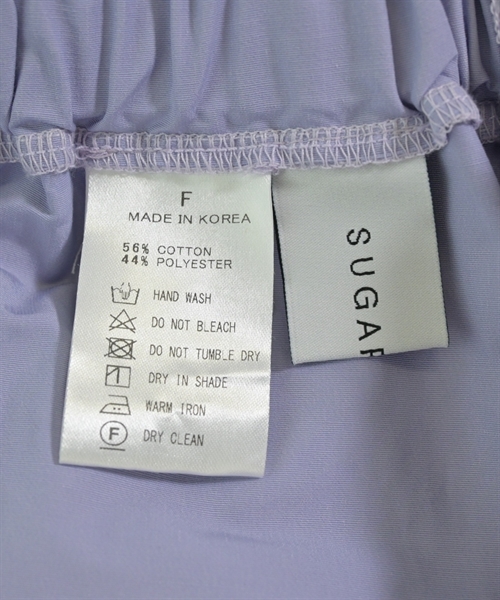 F
MADE IN KOREA
56% COTTON
44% POLYESTER
HAND WASH
DO NOT BLEACH
DO NOT TUMBLE DRY
DRY IN SHADE
WARM IRON
F DRY CLEAN
SUGAR